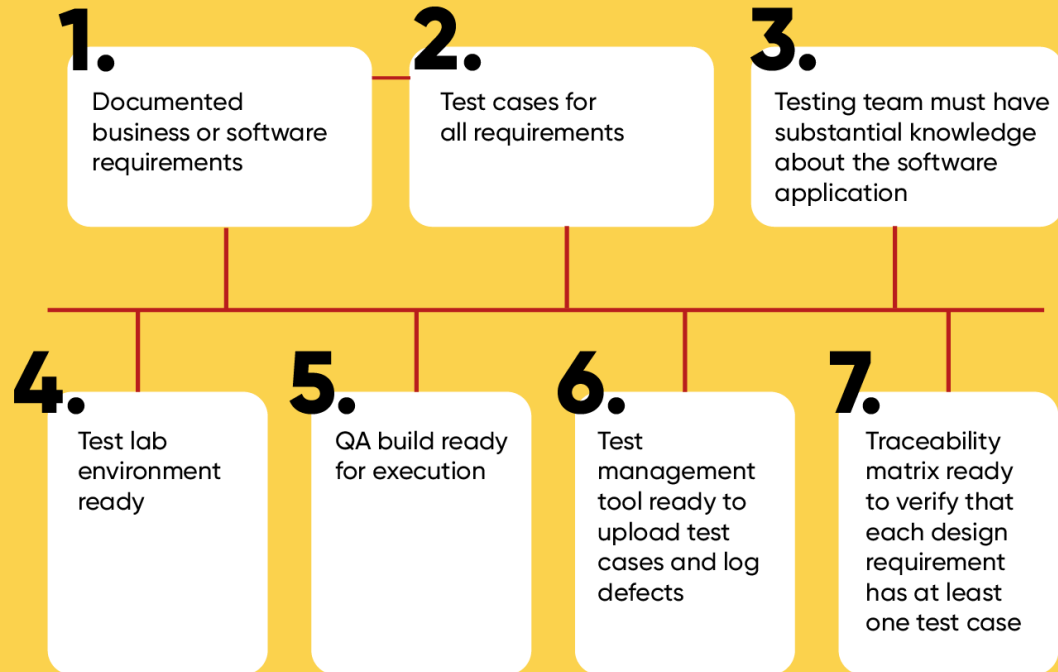 1.
Documented
business or software
requirements
2.
Test cases for
all requirements
3.
Testing team must have
substantial knowledge
about the software
application
4.
Test lab
environment
ready
5.
QA build ready
for execution
6.
Test
management
tool ready to
upload test
cases and log
defects
7.
Traceability
matrix ready
to verify that
each design
requirement
has at least
one test case